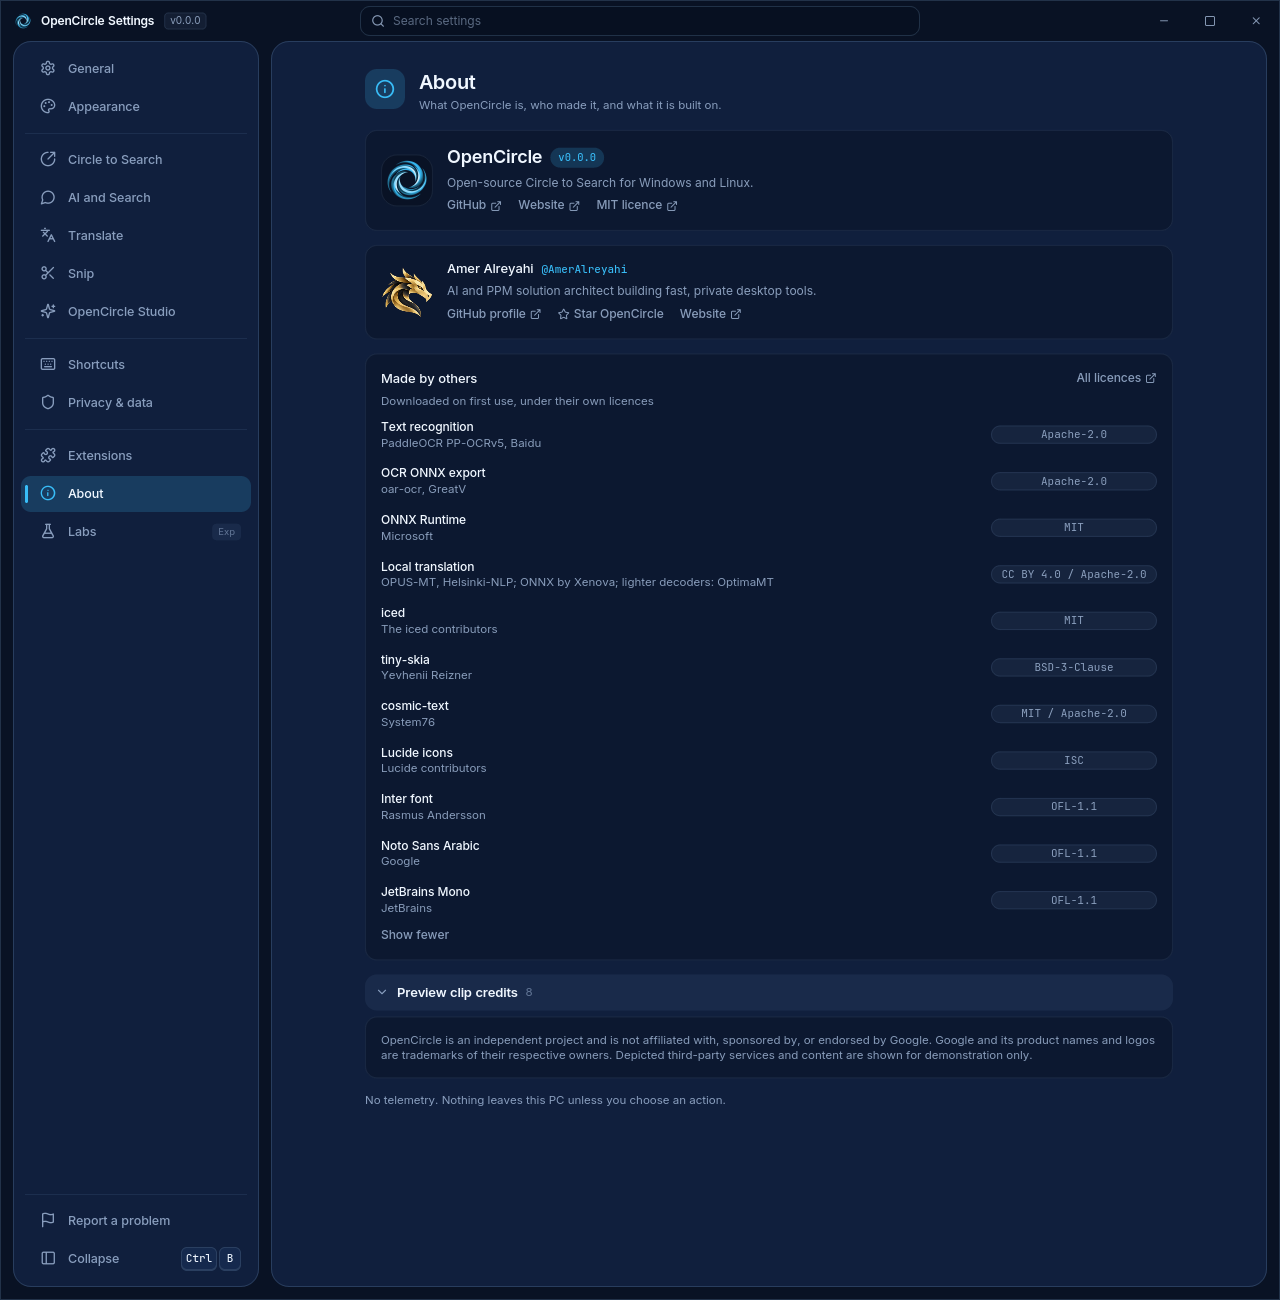 OpenCircle Settings v0.0.0
Search settings
General
Appearance
Circle to Search
AI and Search
Translate
Snip
OpenCircle Studio
Shortcuts
Privacy & data
Extensions
About
Labs Exp
Report a problem
Collapse Ctrl B
About
What OpenCircle is, who made it, and what it is built on.
OpenCircle v0.0.0
Open-source Circle to Search for Windows and Linux.
GitHub Website MIT licence
Amer Alreyahi @AmerAlreyahi
AI and PPM solution architect building fast, private desktop tools.
GitHub profile Star OpenCircle Website
Made by others All licences
Downloaded on first use, under their own licences
Text recognition
PaddleOCR PP-OCRv5, Baidu
Apache-2.0
OCR ONNX export
oar-ocr, GreatV
Apache-2.0
ONNX Runtime
Microsoft
MIT
Local translation
OPUS-MT, Helsinki-NLP; ONNX by Xenova; lighter decoders: OptimaMT
CC BY 4.0 / Apache-2.0
iced
The iced contributors
MIT
tiny-skia
Yevhenii Reizner
BSD-3-Clause
cosmic-text
System76
MIT / Apache-2.0
Lucide icons
Lucide contributors
ISC
Inter font
Rasmus Andersson
OFL-1.1
Noto Sans Arabic
Google
OFL-1.1
JetBrains Mono
JetBrains
OFL-1.1
Show fewer
Preview clip credits 8
OpenCircle is an independent project and is not affiliated with, sponsored by, or endorsed by Google. Google and its product names and logos
are trademarks of their respective owners. Depicted third-party services and content are shown for demonstration only.
No telemetry. Nothing leaves this PC unless you choose an action.